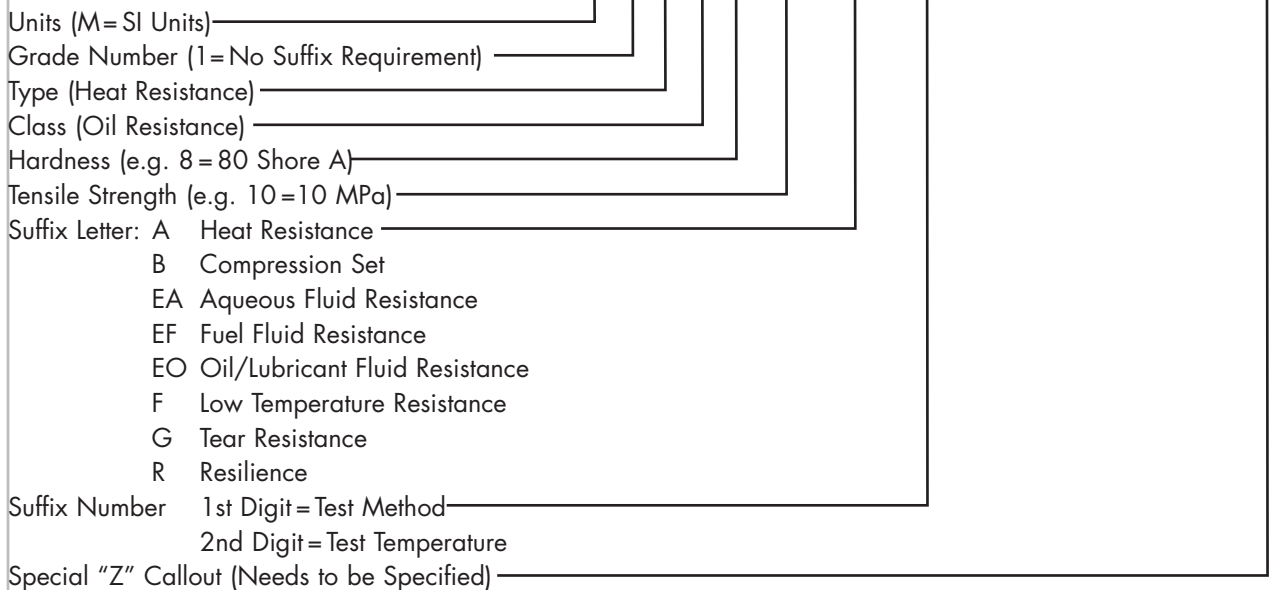 Units (M=SI Units)
Grade Number (1=No Suffix Requirement)
Type (Heat Resistance)
Class (Oil Resistance)
Hardness (e.g. 8=80 Shore A)
Tensile Strength (e.g. 10=10 MPa)
Suffix Letter: A Heat Resistance
B Compression Set
EA Aqueous Fluid Resistance
EF Fuel Fluid Resistance
EO Oil/Lubricant Fluid Resistance
F Low Temperature Resistance
G Tear Resistance
R Resilience
Suffix Number 1st Digit=Test Method
2nd Digit=Test Temperature
Special “Z” Callout (Needs to be Specified)